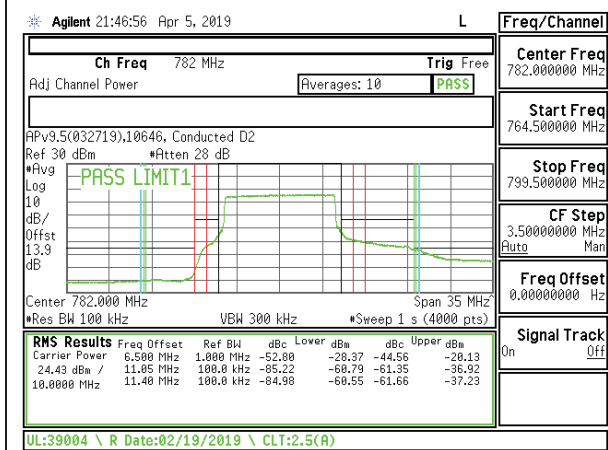 Agilent 21:46:56 Apr 5, 2019 L
Freq/Channel
Ch Freq 782 MHz Trig Free
Adj Channel Power Averages: 10 PASS
APv9.5(032719),10646, Conducted D2
Ref 30 dBm #Atten 28 dB
#Avg
Log
10
dB/
Offst
13.9
dB
PASS LIMIT1
Center 782.000 MHz Span 35 MHz^
#Res BW 100 kHz VBW 300 kHz #Sweep 1 s (4000 pts)
RMS Results Freq Offset Ref BW dBc Lower dBm dBc Upper dBm
Carrier Power 6.500 MHz 1.000 MHz -52.80 -28.37 -44.56 -20.13
24.43 dBm / 11.05 MHz 100.0 kHz -85.22 -60.79 -61.35 -36.92
10.0000 MHz 11.40 MHz 100.0 kHz -84.98 -60.55 -61.66 -37.23
UL:39004 \ R Date:02/19/2019 \ CLT:2.5(A)
Center Freq
782.000000 MHz
Start Freq
764.500000 MHz
Stop Freq
799.500000 MHz
CF Step
3.50000000 MHz
Auto Man
Freq Offset
0.00000000 Hz
Signal Track
On Off